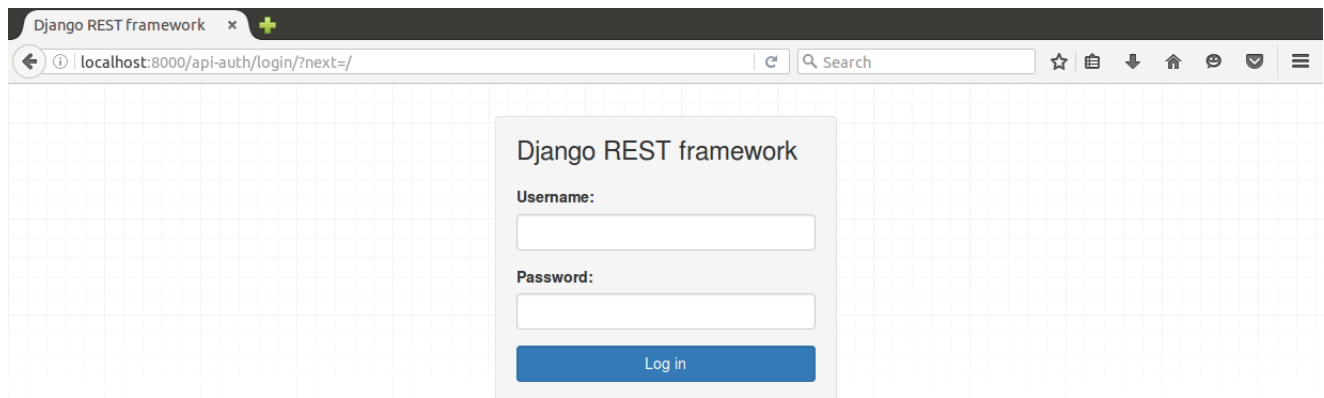 Django REST framework
localhost:8000/api-auth/login/?next=/
Search
Django REST framework
Username:
Password:
Log in